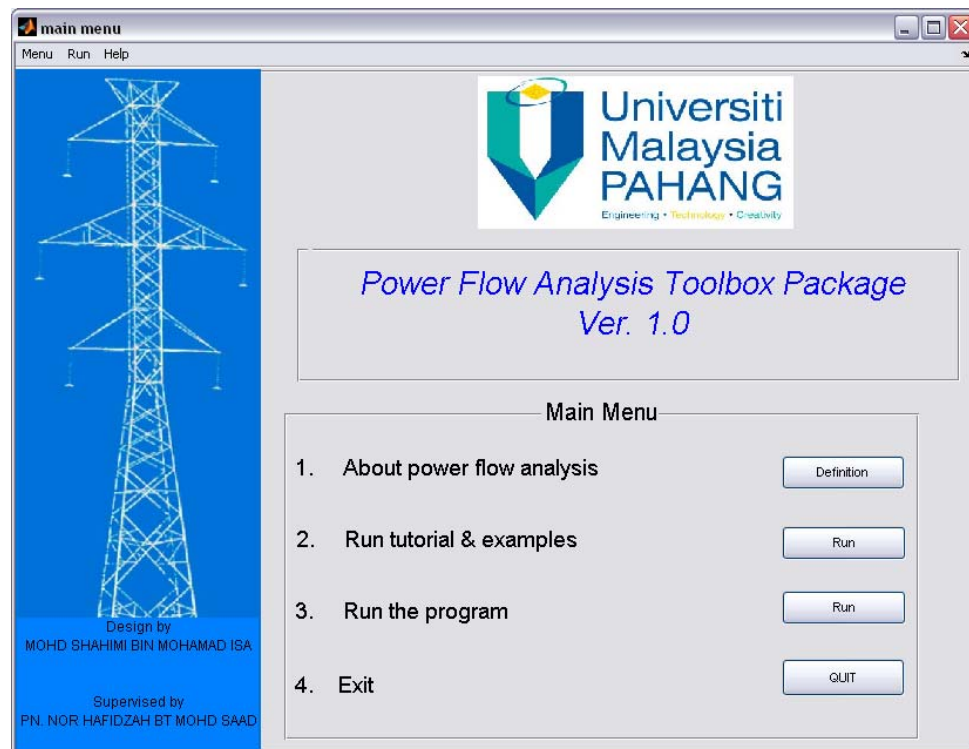 main menu
Menu Run Help
Universiti
Malaysia
PAHANG
Engineering • Technology • Creativity
Power Flow Analysis Toolbox Package
Ver. 1.0
Main Menu
1. About power flow analysis Definition
2. Run tutorial & examples Run
3. Run the program Run
4. Exit QUIT
Design by
MOHD SHAHIMI BIN MOHAMAD ISA
Supervised by
PN. NOR HAFIDZAH BT MOHD SAAD